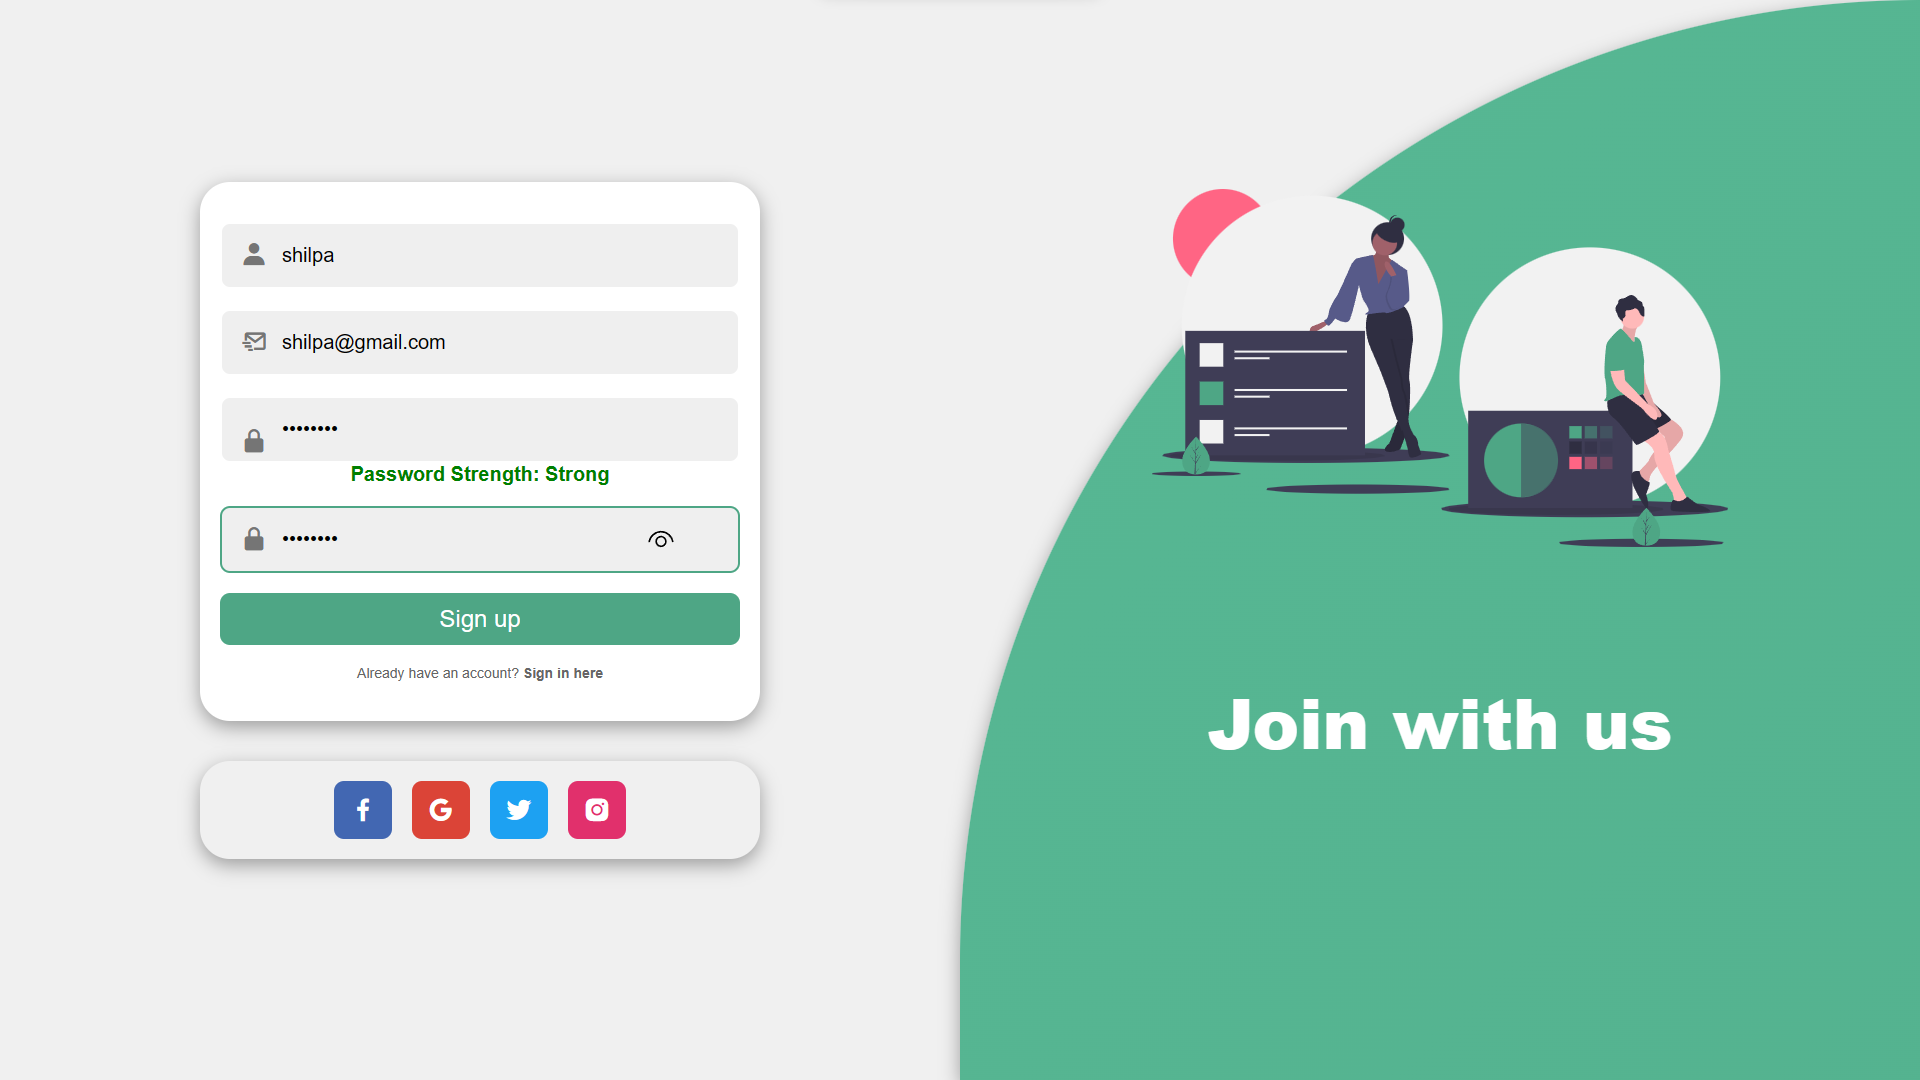 shilpa
shilpa@gmail.com
••••••••
Password Strength: Strong
••••••••
Sign up
Already have an account? Sign in here
Join with us